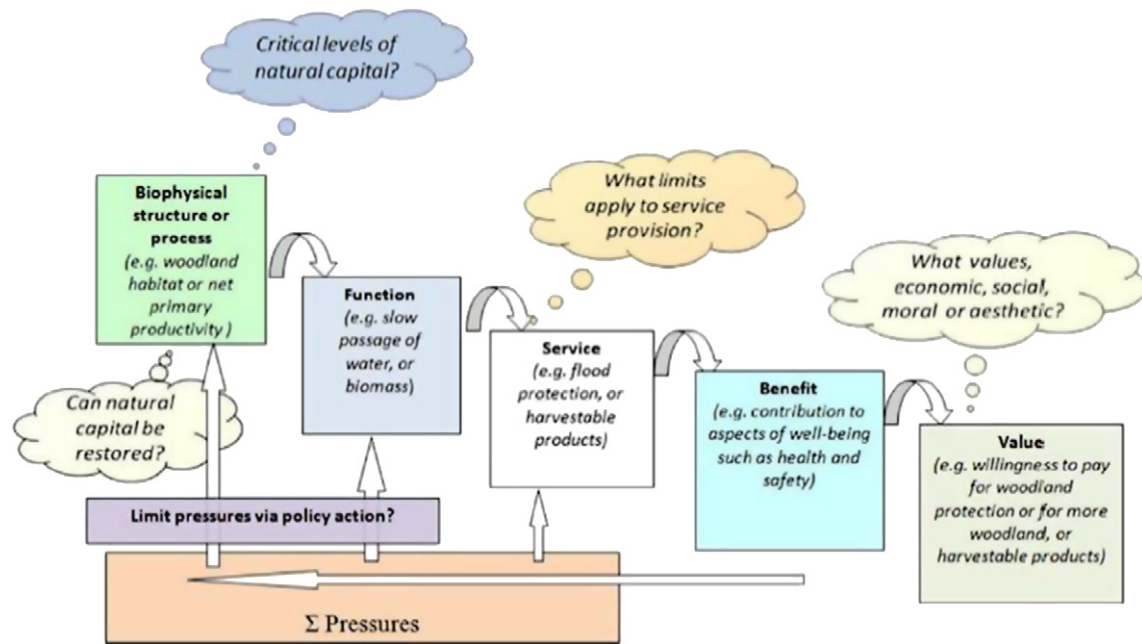 Critical levels of
natural capital?
Biophysical
structure or
process
(e.g. woodland
habitat or net
primary
productivity )
What limits
apply to service
provision?
Function
(e.g. slow
passage of
water, or
biomass)
What values,
economic, social,
moral or aesthetic?
Service
(e.g. flood
protection, or
harvestable
products)
Can natural
capital be
restored?
Benefit
(e.g. contribution to
aspects of well-being
such as health and
safety)
Value
(e.g. willingness to pay
for woodland
protection or for more
woodland, or
harvestable products)
Limit pressures via policy action?
Σ Pressures